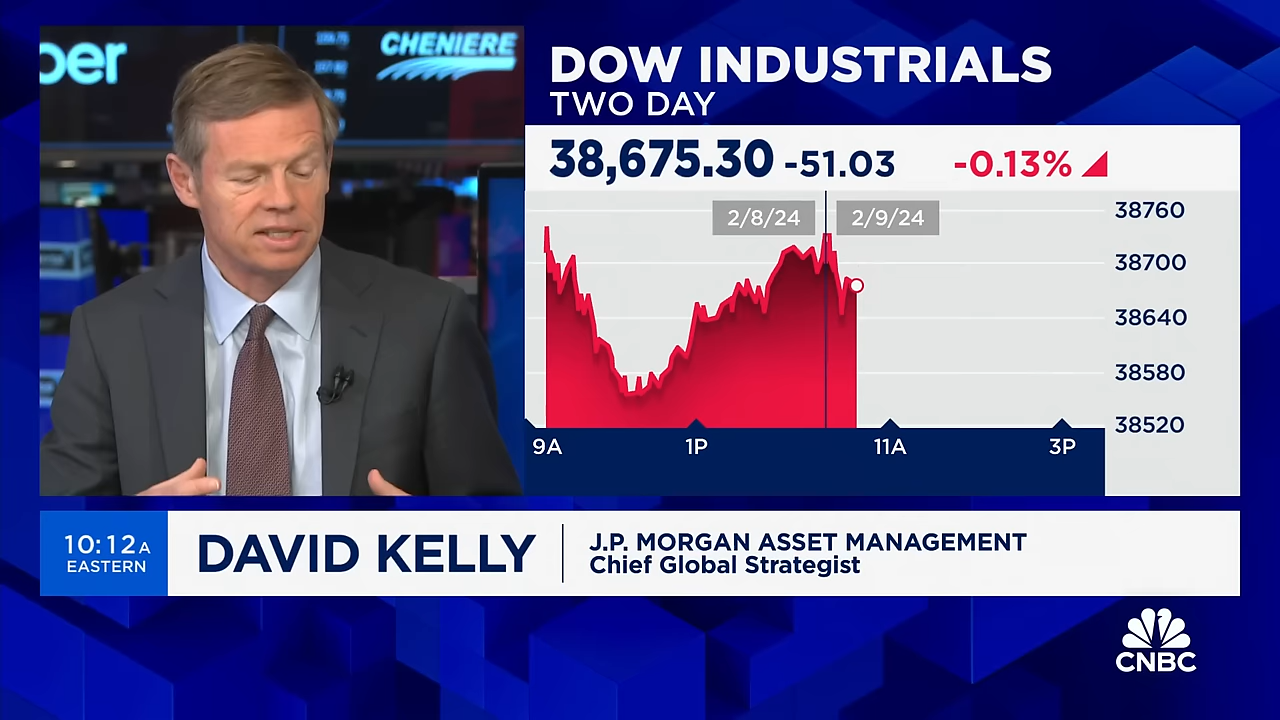 ber
CHENIERE
DOW INDUSTRIALS
TWO DAY
38,675.30 -51.03 -0.13%
2/8/24 2/9/24
38760
38700
38640
38580
38520
9A 1P 11A 3P
10:12A
EASTERN
DAVID KELLY
J.P. MORGAN ASSET MANAGEMENT
Chief Global Strategist
CNBC